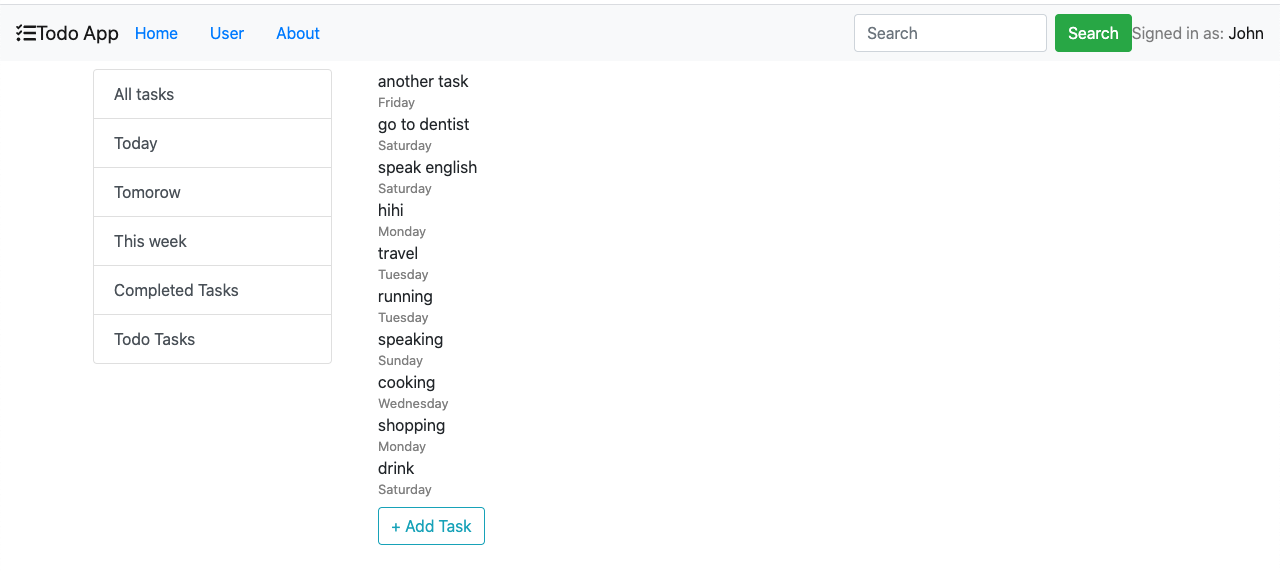 Todo App Home User About Search Search Signed in as: John
All tasks
Today
Tomorow
This week
Completed Tasks
Todo Tasks
another task
Friday
go to dentist
Saturday
speak english
Saturday
hihi
Monday
travel
Tuesday
running
Tuesday
speaking
Sunday
cooking
Wednesday
shopping
Monday
drink
Saturday
+ Add Task